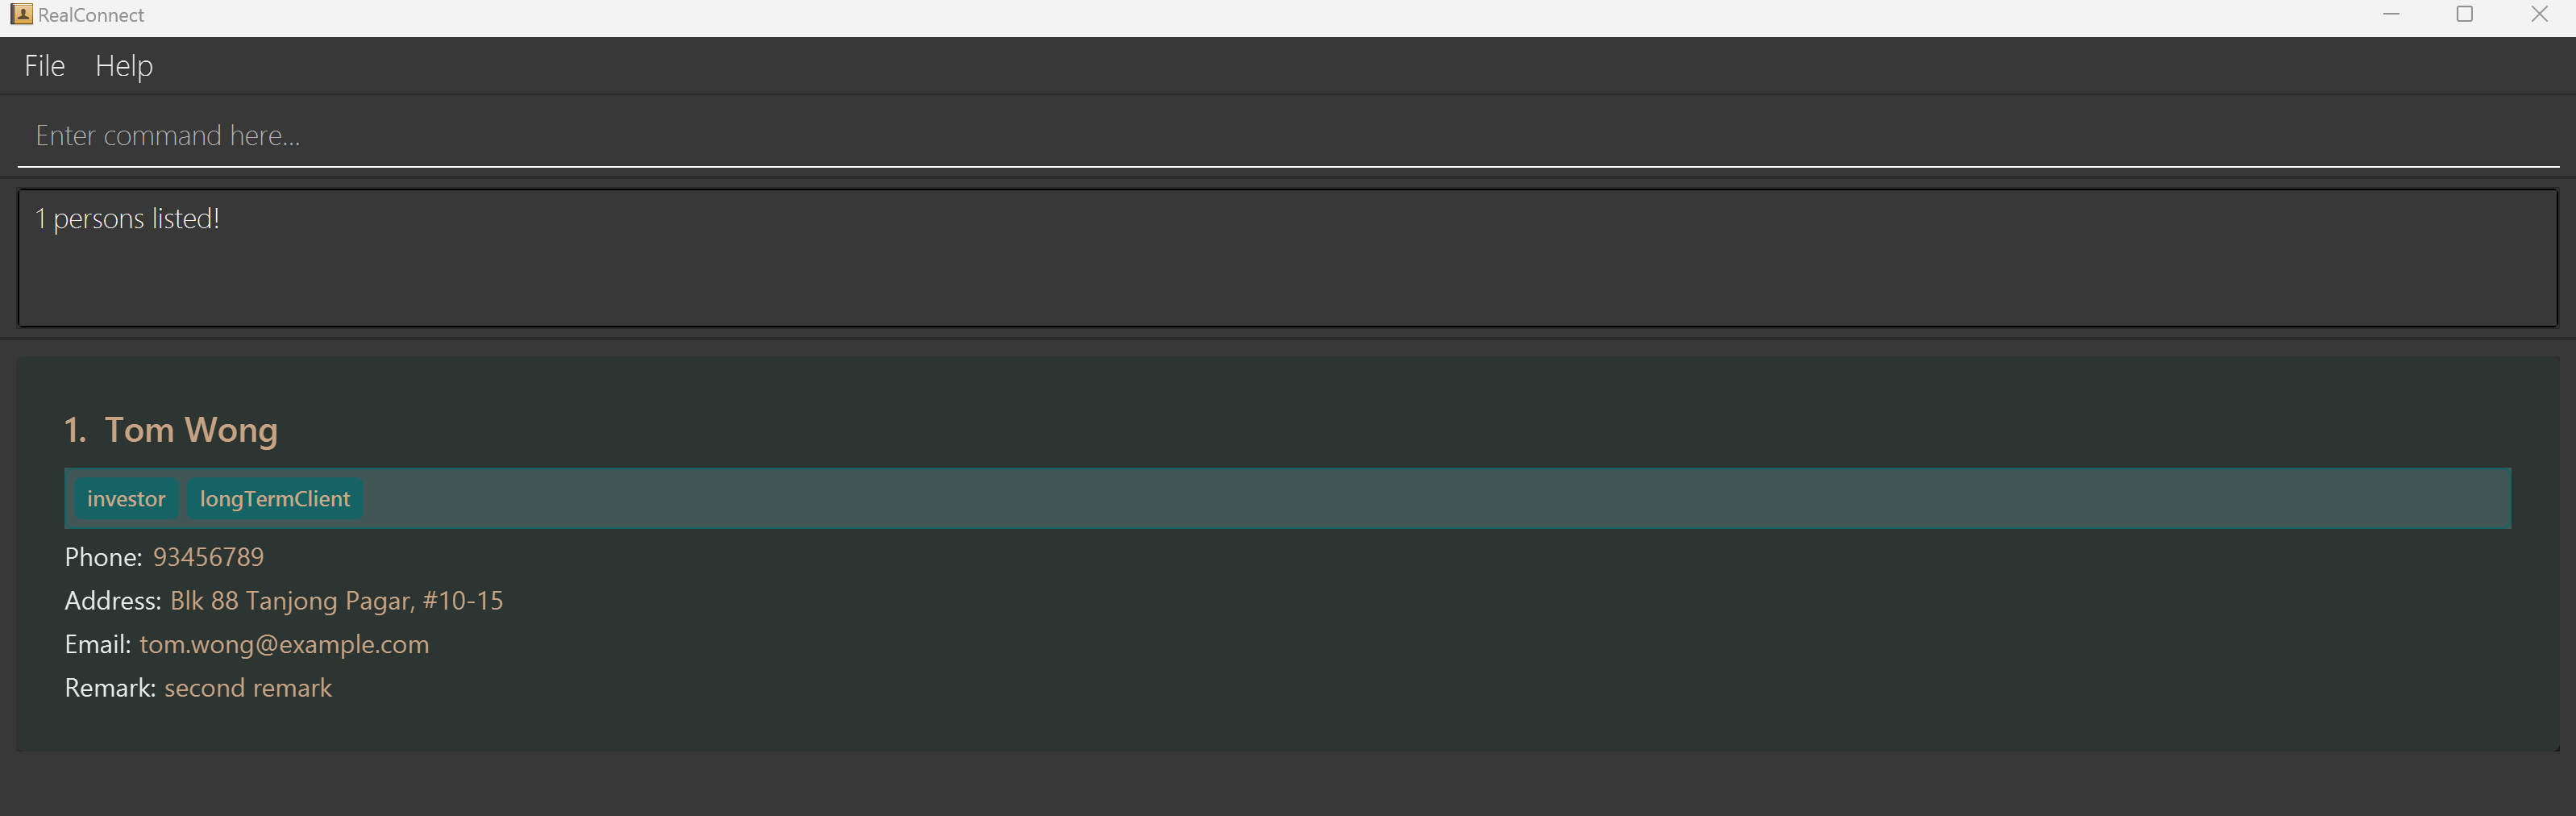 RealConnect
File Help
Enter command here...
1 persons listed!
1. Tom Wong
investor longTermClient
Phone: 93456789
Address: Blk 88 Tanjong Pagar, #10-15
Email: tom.wong@example.com
Remark: second remark